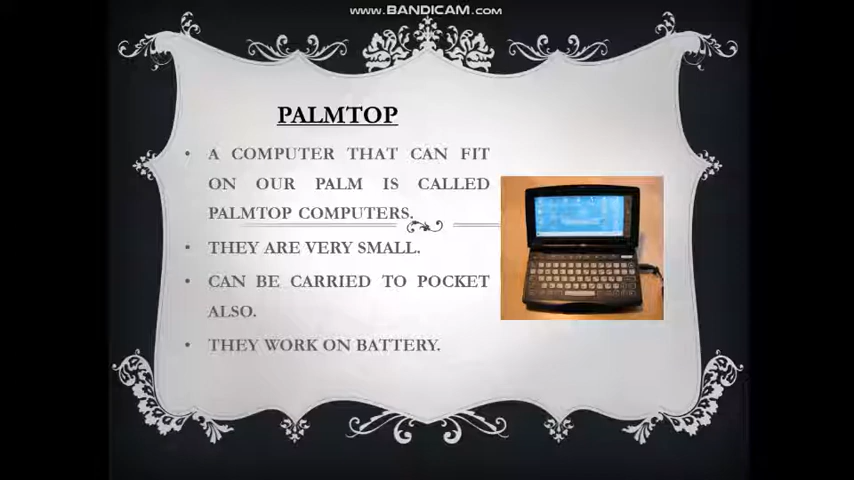 WWW.BANDICAM.COM
PALMTOP
• A COMPUTER THAT CAN FIT
ON OUR PALM IS CALLED
PALMTOP COMPUTERS.
• THEY ARE VERY SMALL.
• CAN BE CARRIED TO POCKET
ALSO.
• THEY WORK ON BATTERY.